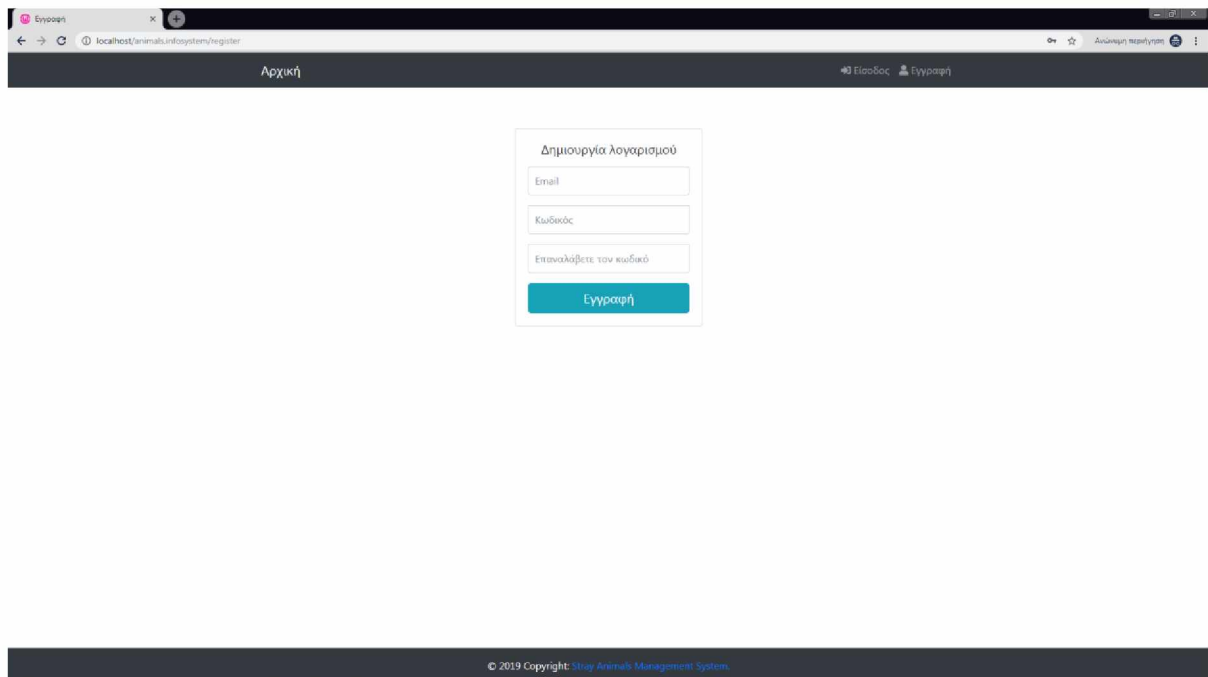 Εγγραφή
localhost/animals.infosystem/register
Ανώνυμη περιήγηση
Αρχική
Είσοδος Εγγραφή
Δημιουργία λογαρισμού
Email
Κωδικός
Επαναλάβετε τον κωδικό
Εγγραφή
© 2019 Copyright: Stray Animals Management System.